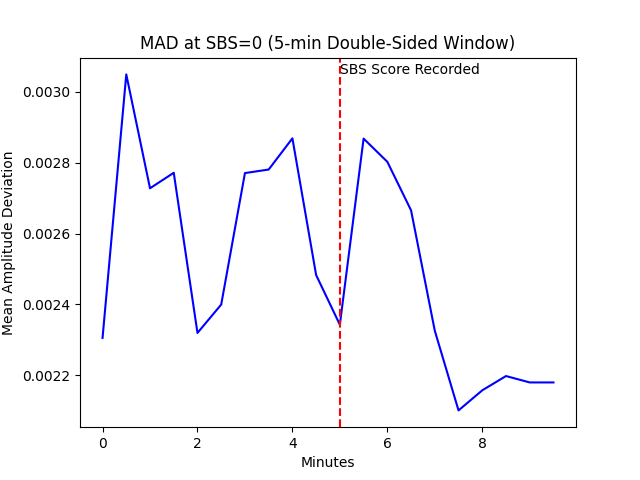 MAD at SBS=0 (5-min Double-Sided Window)
SBS Score Recorded
Mean Amplitude Deviation
0.0030
0.0028
0.0026
0.0024
0.0022
0 2 4 6 8
Minutes